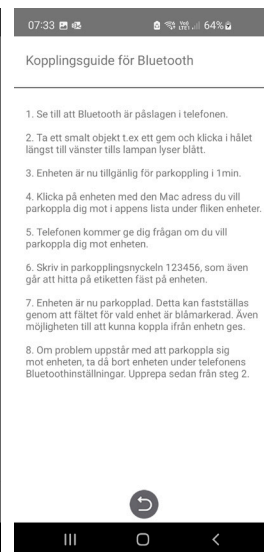 07:33 64%
Kopplingsguide för Bluetooth
1. Se till att Bluetooth är påslagen i telefonen.
2. Ta ett smalt objekt t.ex ett gem och klicka i hålet
längst till vänster tills lampan lyser blått.
3. Enheten är nu tillgänlig för parkoppling i 1min.
4. Klicka på enheten med den Mac adress du vill
parkoppla dig mot i appens lista under fliken enheter.
5. Telefonen kommer ge dig frågan om du vill
parkoppla dig mot enheten.
6. Skriv in parkopplingsnyckeln 123456, som även
går att hitta på etiketten fäst på enheten.
7. Enheten är nu parkopplad. Detta kan fastställas
genom att fältet för vald enhet är blåmarkerad. Även
möjligheten till att kunna koppla ifrån enhetn ges.
8. Om problem uppstår med att parkoppla sig
mot enheten, ta då bort enheten under telefonens
Bluetoothinställningar. Upprepa sedan från steg 2.